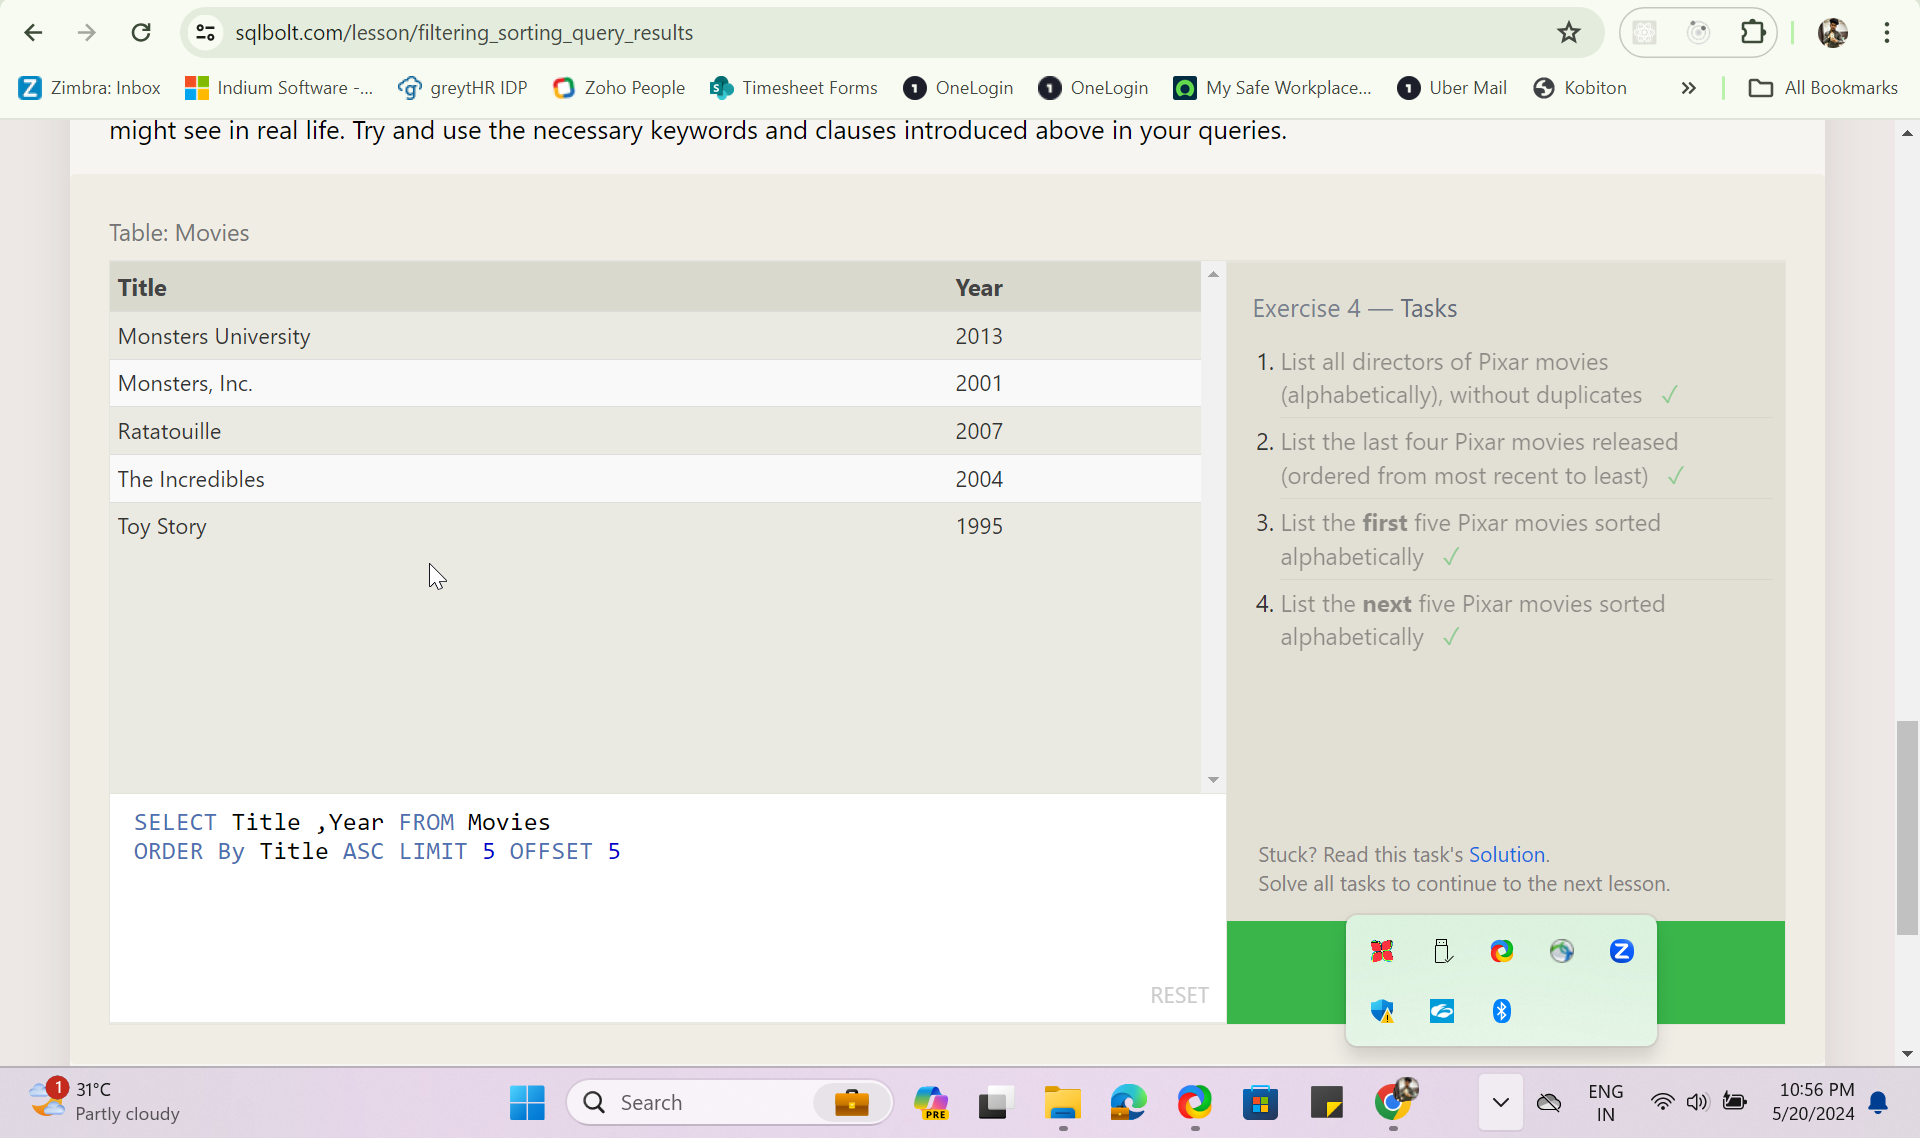 sqlbolt.com/lesson/filtering_sorting_query_results
Zimbra: Inbox Indium Software -... greytHR IDP Zoho People Timesheet Forms OneLogin OneLogin My Safe Workplace... Uber Mail Kobiton » All Bookmarks
might see in real life. Try and use the necessary keywords and clauses introduced above in your queries.
Table: Movies
Title Year
Monsters University 2013
Monsters, Inc. 2001
Ratatouille 2007
The Incredibles 2004
Toy Story 1995
SELECT Title ,Year FROM Movies
ORDER By Title ASC LIMIT 5 OFFSET 5
RESET
Exercise 4 — Tasks
1. List all directors of Pixar movies
(alphabetically), without duplicates ✓
2. List the last four Pixar movies released
(ordered from most recent to least) ✓
3. List the first five Pixar movies sorted
alphabetically ✓
4. List the next five Pixar movies sorted
alphabetically ✓
Stuck? Read this task's Solution.
Solve all tasks to continue to the next lesson.
1 31°C
Partly cloudy
Search
PRE
ENG
IN
10:56 PM
5/20/2024